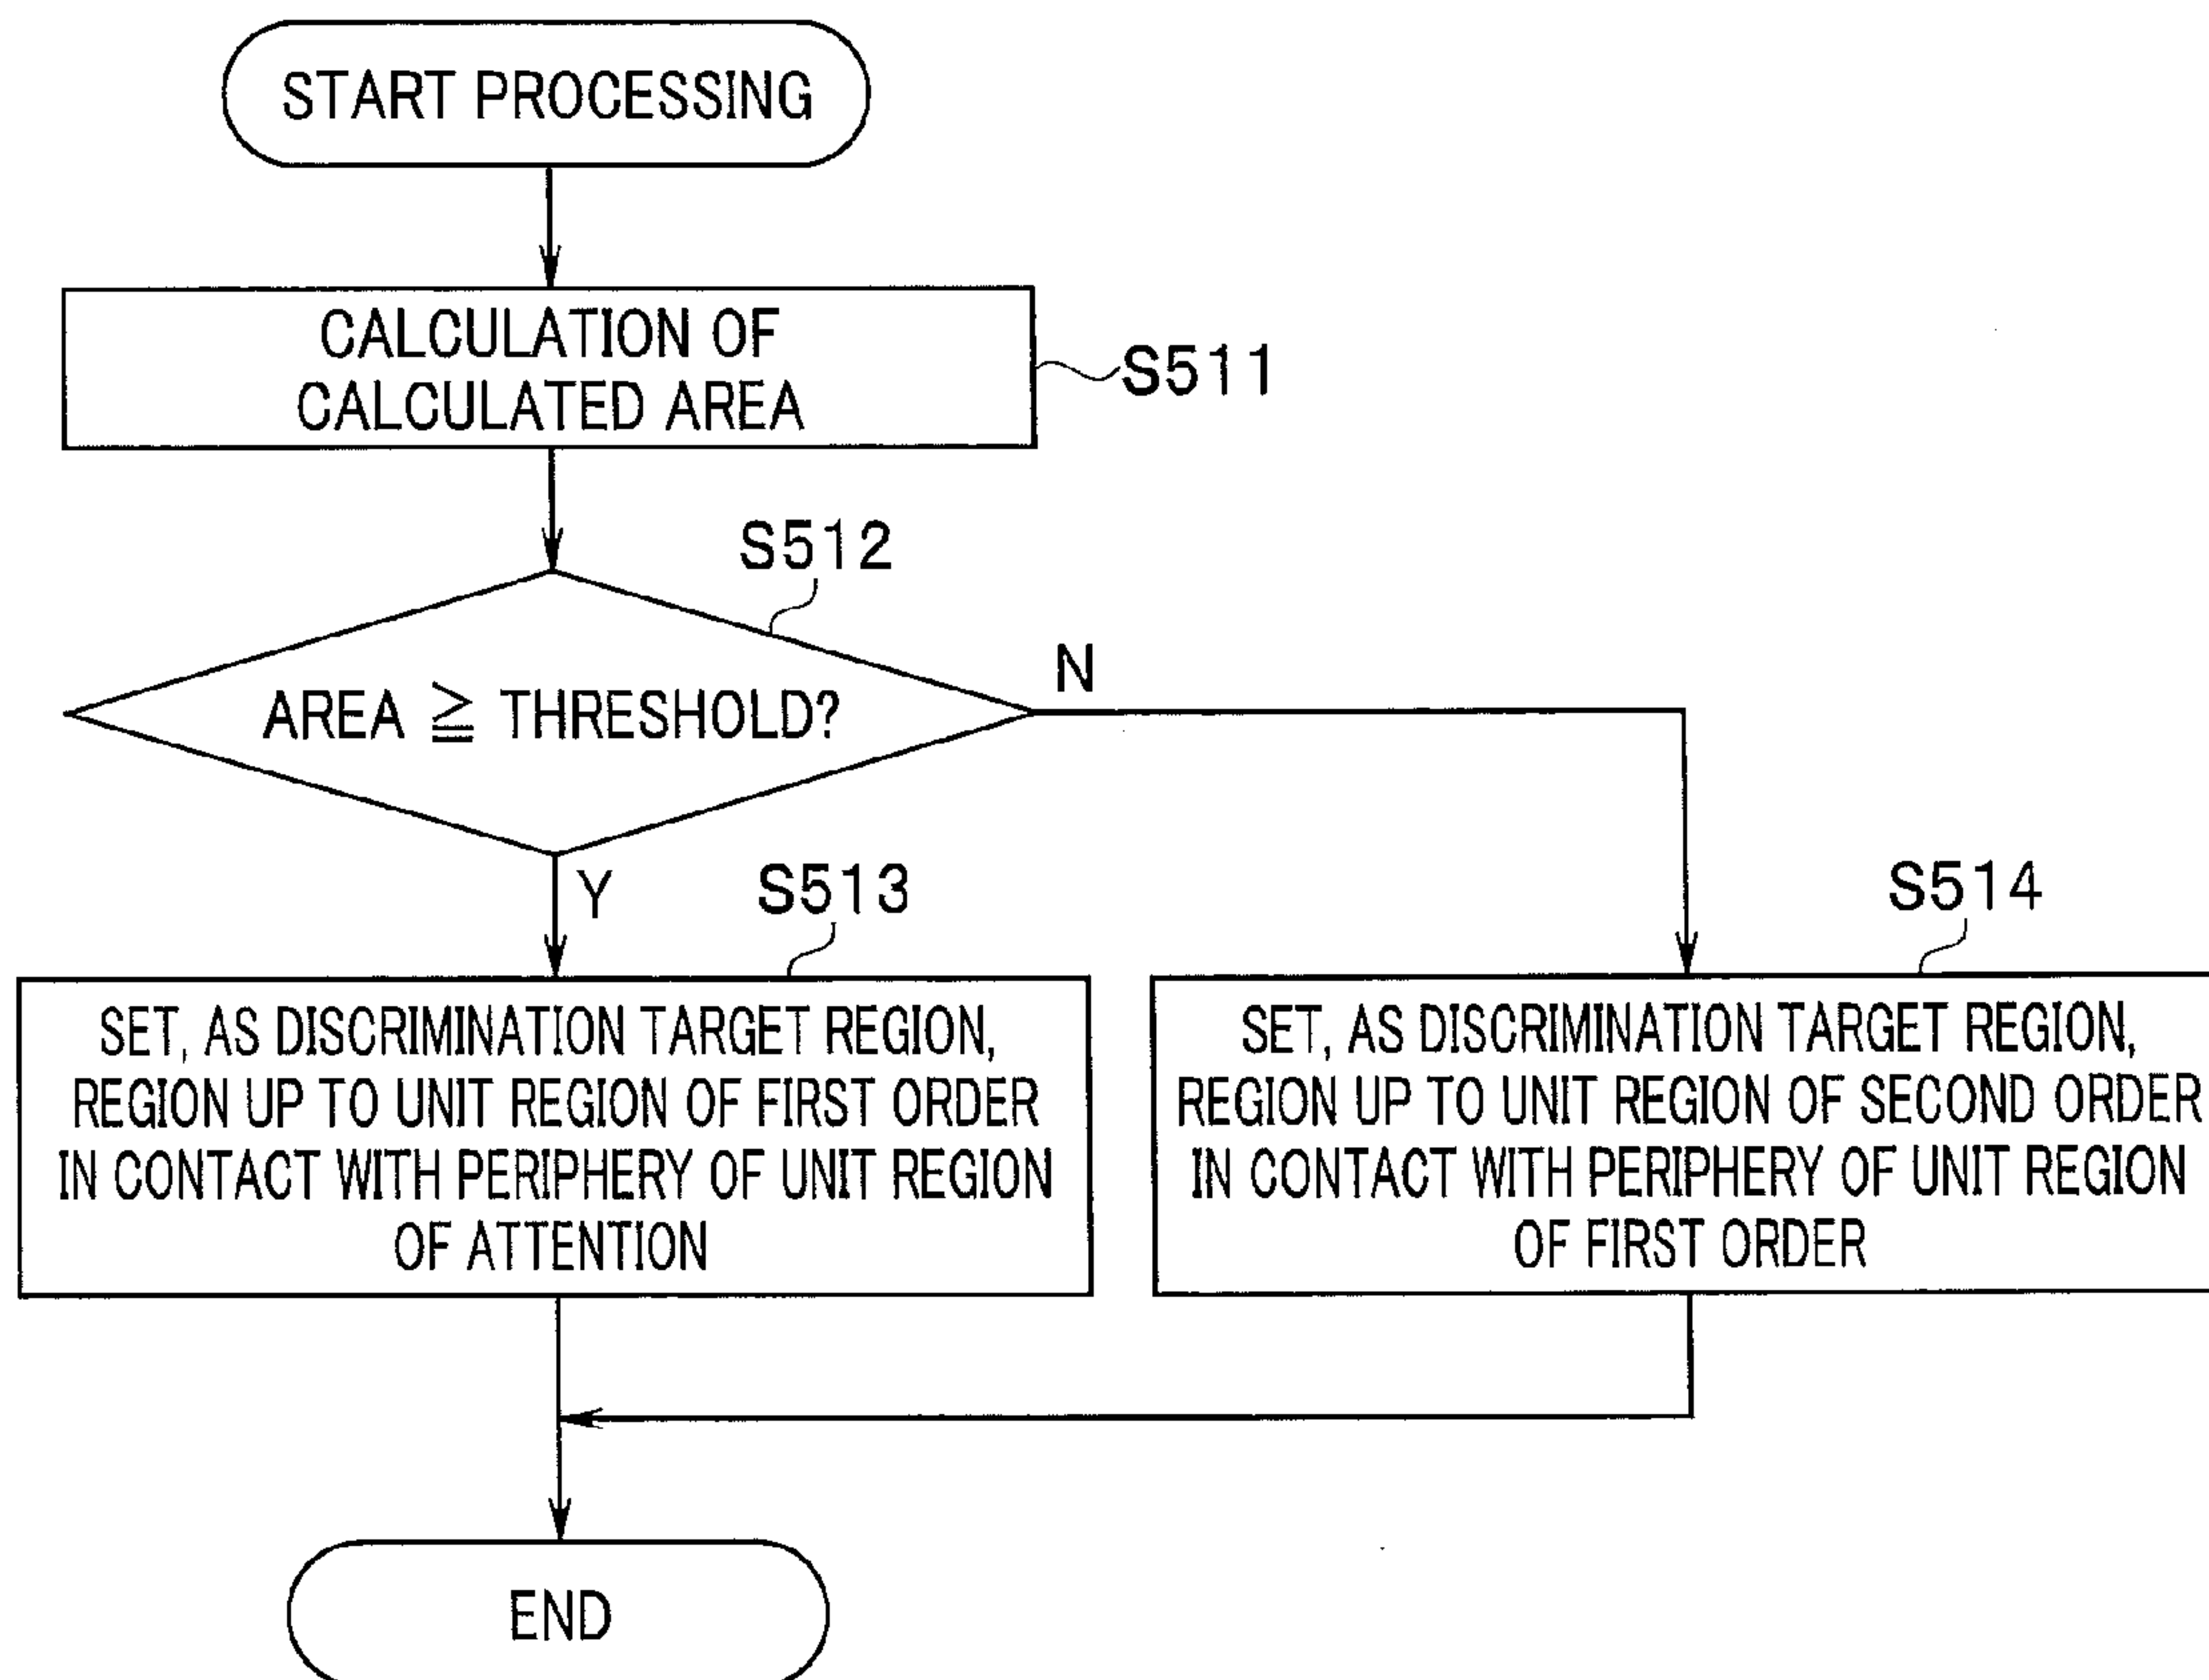 START PROCESSING
CALCULATION OF
CALCULATED AREA
S511
S512
AREA ≧ THRESHOLD?
N
Y
S513
SET, AS DISCRIMINATION TARGET REGION,
REGION UP TO UNIT REGION OF FIRST ORDER
IN CONTACT WITH PERIPHERY OF UNIT REGION
OF ATTENTION
S514
SET, AS DISCRIMINATION TARGET REGION,
REGION UP TO UNIT REGION OF SECOND ORDER
IN CONTACT WITH PERIPHERY OF UNIT REGION
OF FIRST ORDER
END